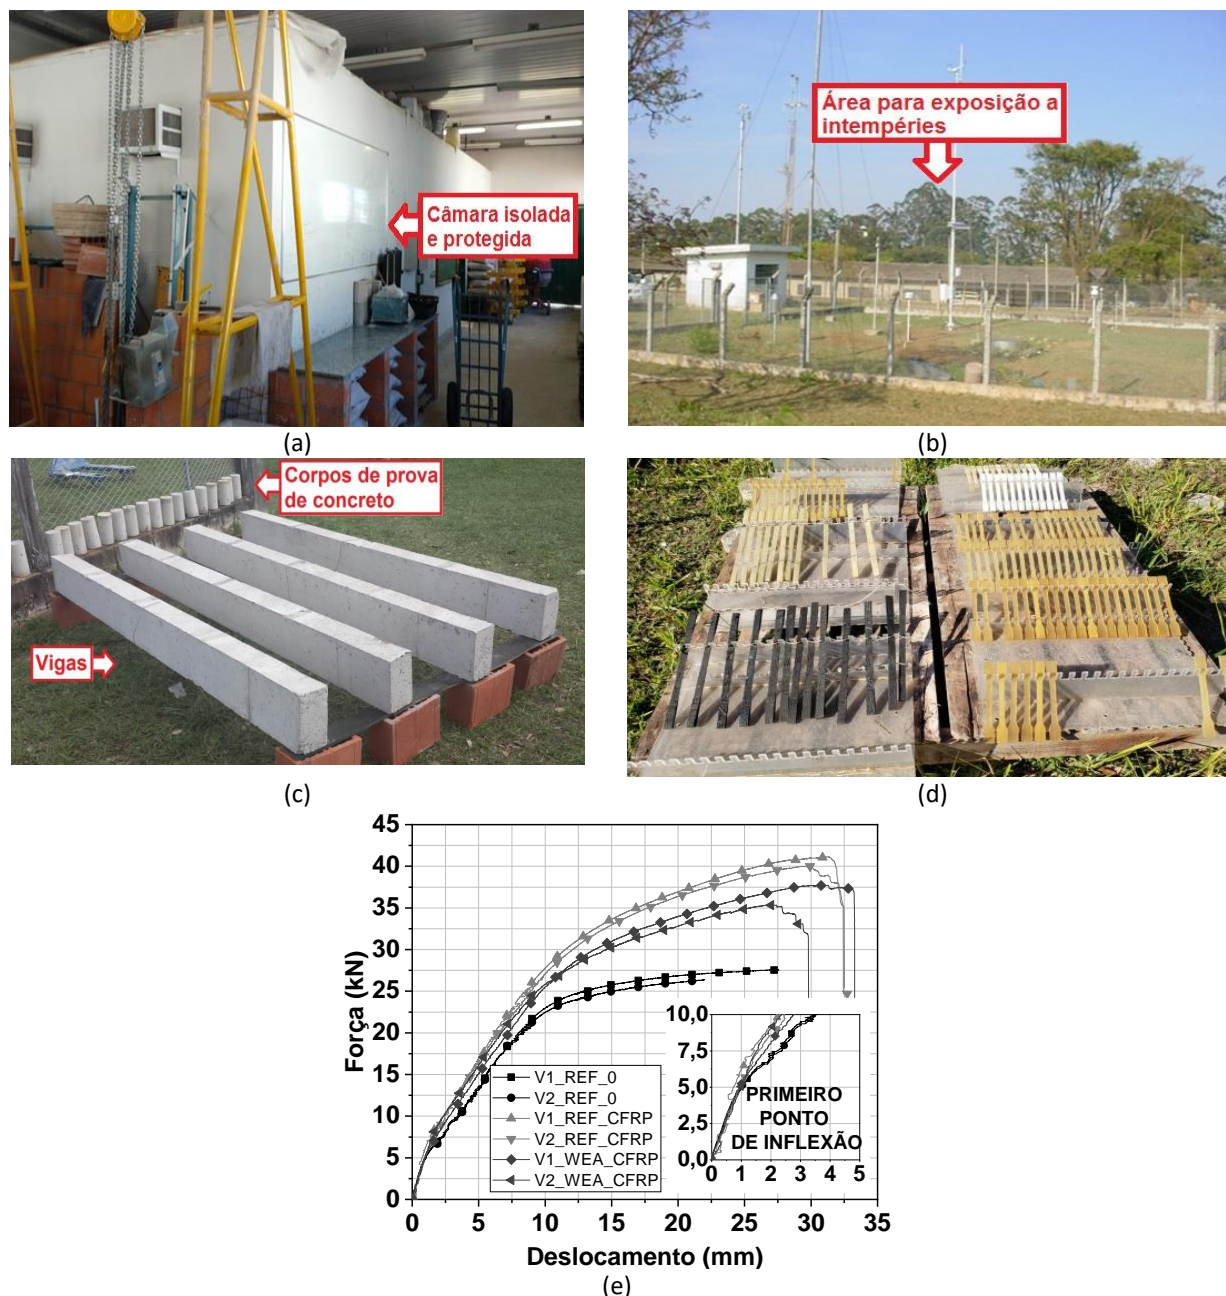 Câmara isolada
e protegida
Área para exposição a
intempéries
(a)
(b)
Corpos de prova
de concreto
Vigas
(c)
(d)
45
40
35
30
25
20
15
10
5
0
Força (kN)
V1_REF_0
V2_REF_0
V1_REF_CFRP
V2_REF_CFRP
V1_WEA_CFRP
V2_WEA_CFRP
10,0
7,5
5,0
2,5
0,0
PRIMEIRO
PONTO
DE INFLEXÃO
0 1 2 3 4 5
0 5 10 15 20 25 30 35
Deslocamento (mm)
(e)